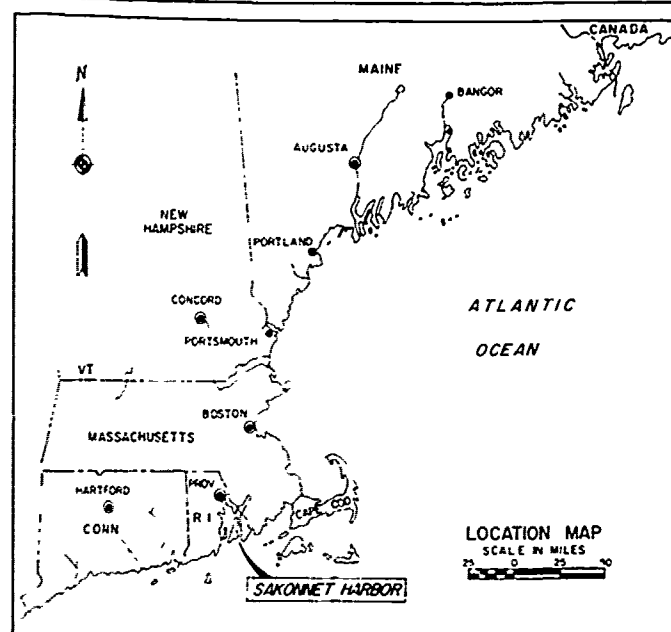 CANADA
N
MAINE
BANGOR
AUGUSTA
NEW
HAMPSHIRE
PORTLAND
CONCORD
PORTSMOUTH
ATLANTIC
OCEAN
VT
BOSTON
MASSACHUSETTS
HARTFORD
PROV
CONN
R I
CAPE COD
LOCATION MAP
SCALE IN MILES
25 0 25
SAKONNET HARBOR